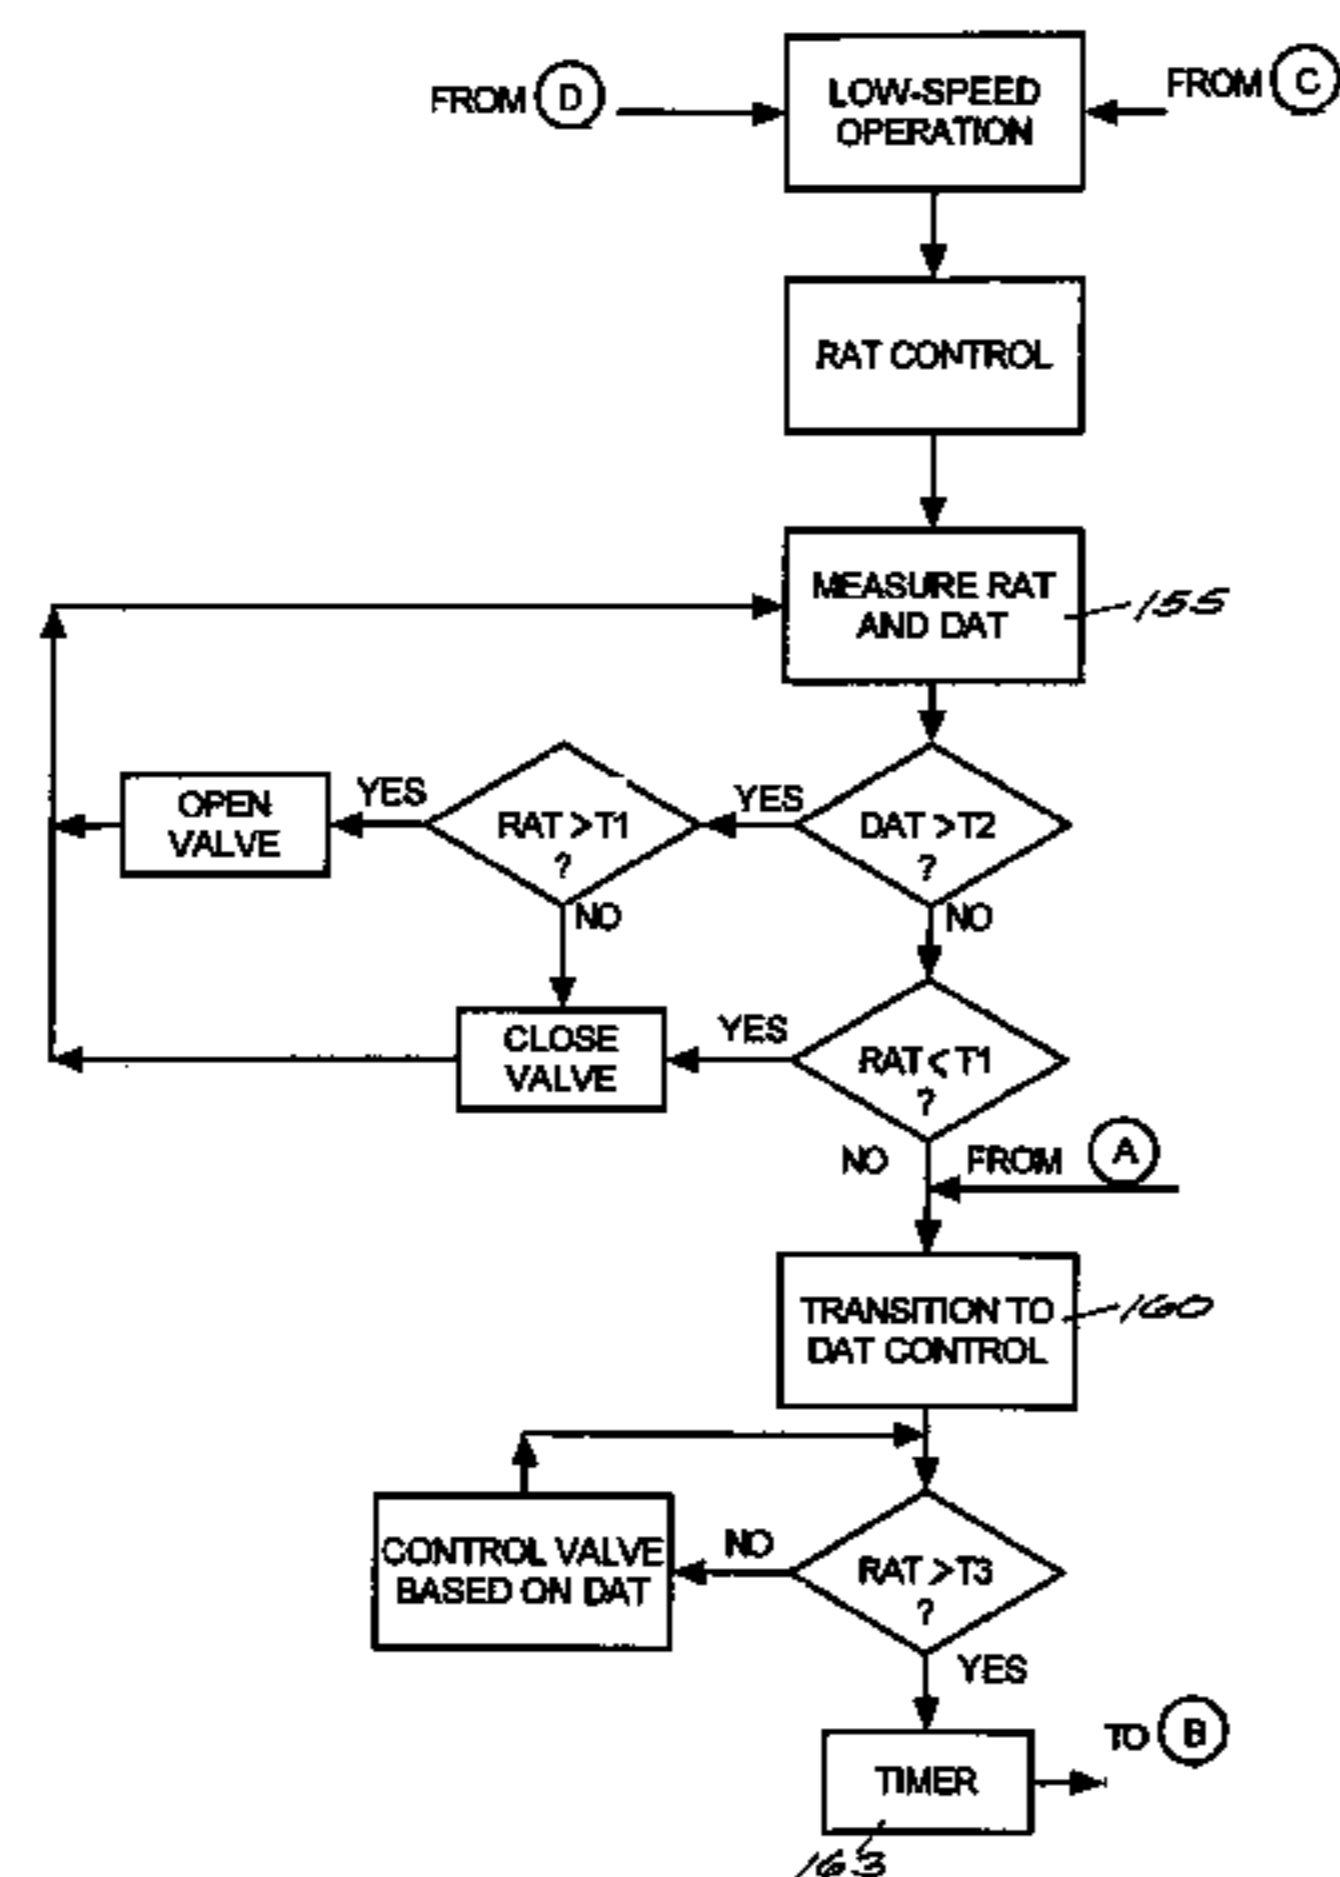 FROM D
LOW-SPEED
OPERATION
FROM C
RAT CONTROL
MEASURE RAT
AND DAT
155
OPEN
VALVE
YES
RAT >T1
?
YES
DAT >T2
?
NO
NO
CLOSE
VALVE
YES
RAT < T1
?
NO
FROM A
TRANSITION TO
DAT CONTROL
160
CONTROL VALVE
BASED ON DAT
NO
RAT >T3
?
YES
TIMER
TO B
163